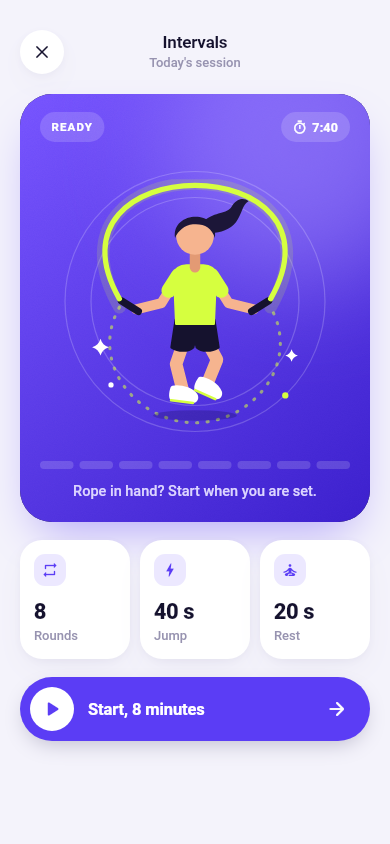 Intervals
Today's session
READY
7:40
Rope in hand? Start when you are set.
8
Rounds
40 s
Jump
20 s
Rest
Start, 8 minutes